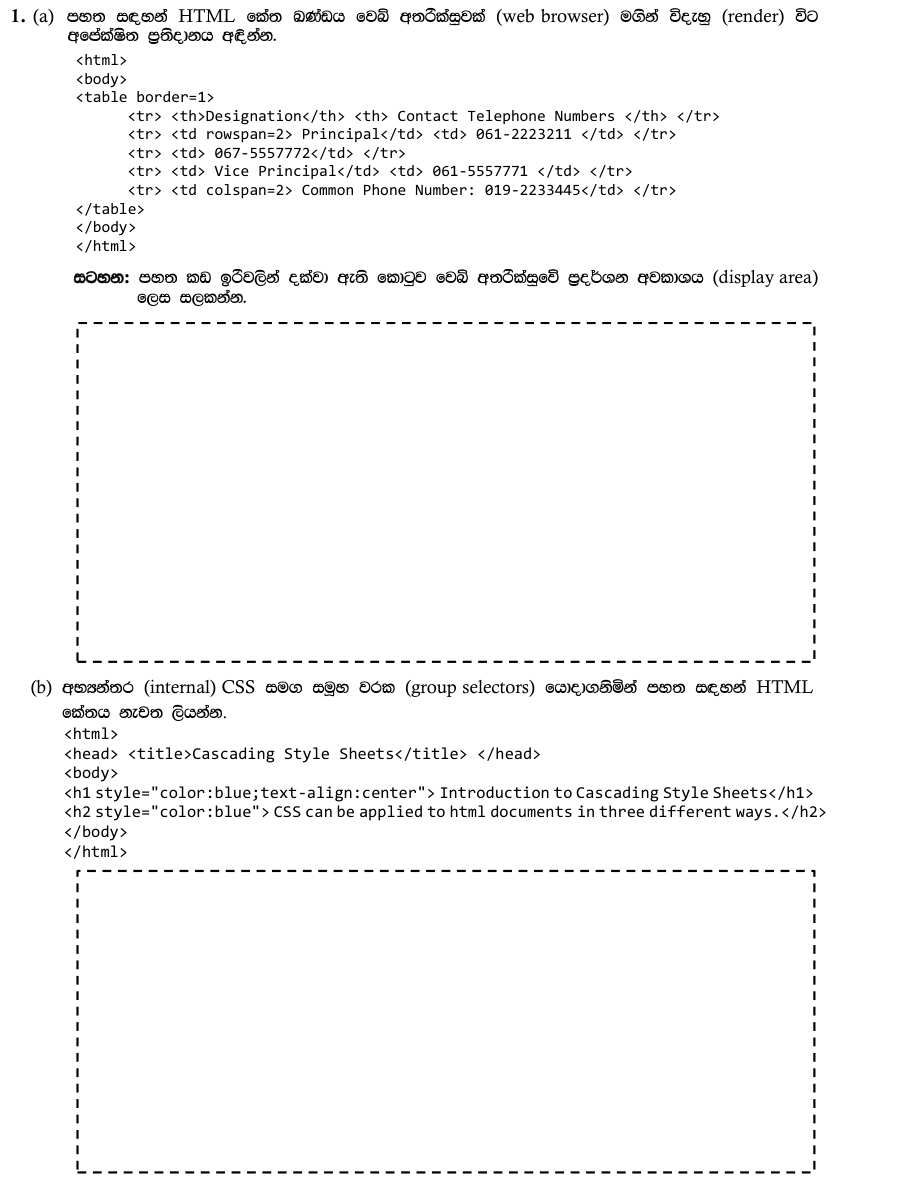 1. (a) පහත සඳහන් HTML කේත ඛණ්ඩය වෙබ් අතරික්සුවක් (web browser) මගින් විදැහූ (render) විට
අපේක්ෂිත ප්‍රතිදානය අඳින්න.
<html>
<body>
<table border=1>
<tr> <th>Designation</th> <th> Contact Telephone Numbers </th> </tr>
<tr> <td rowspan=2> Principal</td> <td> 061-2223211 </td> </tr>
<tr> <td> 067-5557772</td> </tr>
<tr> <td> Vice Principal</td> <td> 061-5557771 </td> </tr>
<tr> <td colspan=2> Common Phone Number: 019-2233445</td> </tr>
</table>
</body>
</html>
සටහන: පහත කඩ ඉරිවලින් දක්වා ඇති කොටුව වෙබ් අතරික්සුවේ ප්‍රදර්ශන අවකාශය (display area)
ලෙස සලකන්න.
(b) අභ්‍යන්තර (internal) CSS සමග සමූහ වරක (group selectors) යොදාගනිමින් පහත සඳහන් HTML
කේතය නැවත ලියන්න.
<html>
<head> <title>Cascading Style Sheets</title> </head>
<body>
<h1 style="color:blue;text-align:center"> Introduction to Cascading Style Sheets</h1>
<h2 style="color:blue"> CSS can be applied to html documents in three different ways.</h2>
</body>
</html>